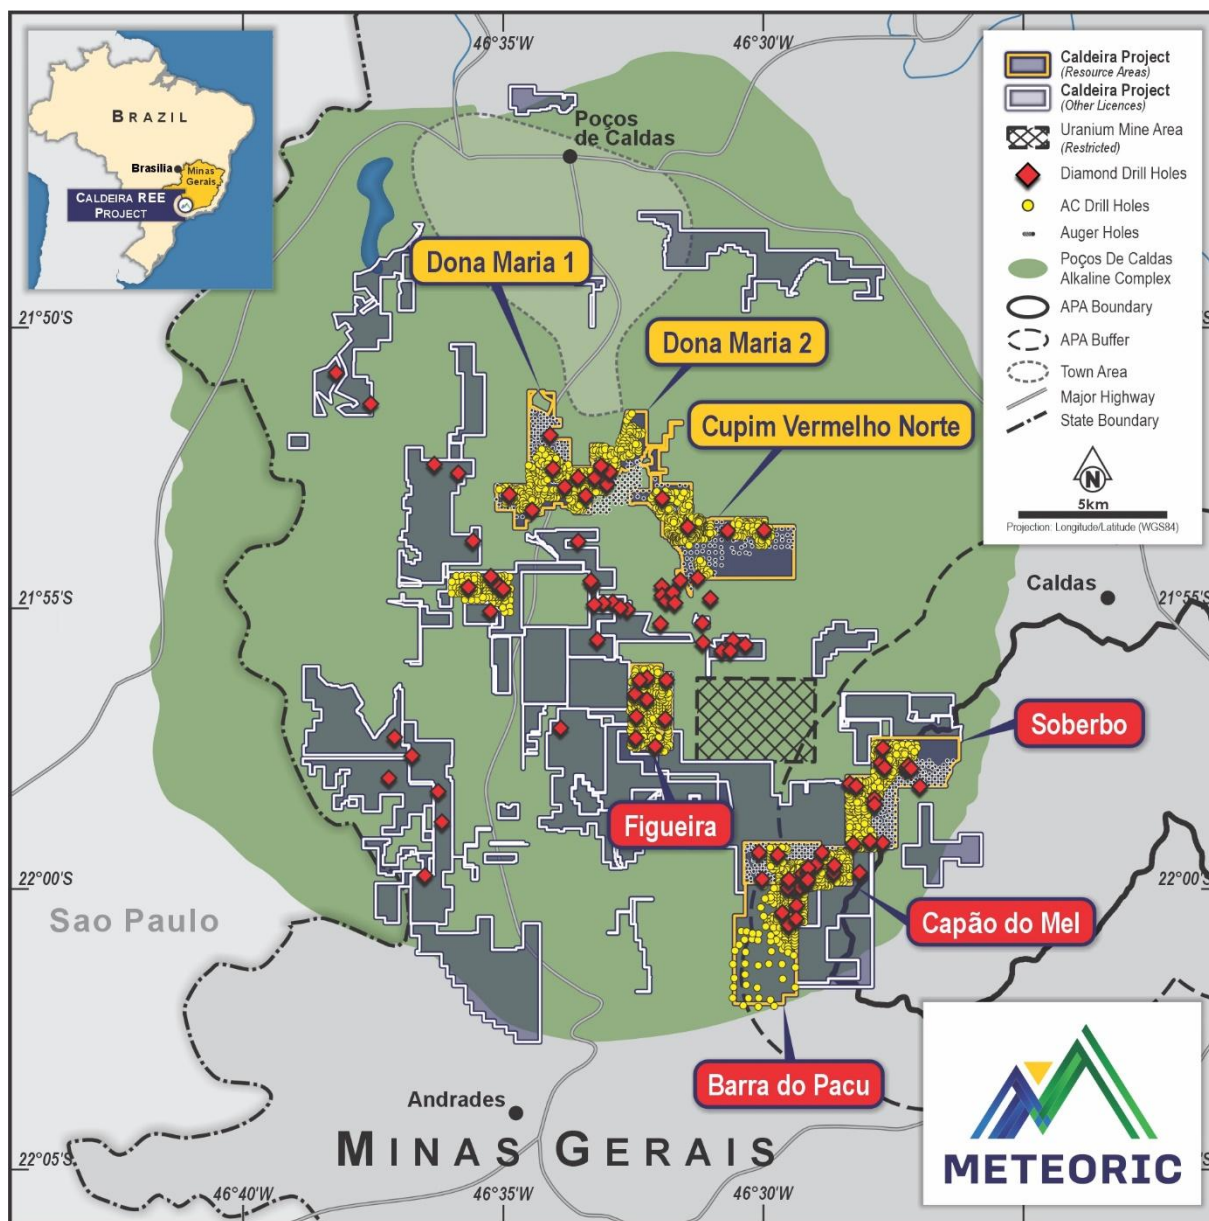 46°35'W
46°30'W
BRAZIL
Brasilia
Minas
Gerais
CALDEIRA REE
PROJECT
Poços
de Caldas
Caldeira Project
(Resource Areas)
Caldeira Project
(Other Licences)
Uranium Mine Area
(Restricted)
Diamond Drill Holes
AC Drill Holes
Auger Holes
Poços De Caldas
Alkaline Complex
APA Boundary
APA Buffer
Town Area
Major Highway
State Boundary
N
5km
Projection: Longitude/Latitude (WGS84)
Dona Maria 1
21°50'S
'S
Dona Maria 2
Cupim Vermelho Norte
Caldas
21°55'S
21°55'S
Soberbo
Figueira
22°00'S
22°00'S
Sao Paulo
Capão do Mel
Barra do Pacu
Andrades
MINAS GERAIS
METEORIC
22°05'S
46°40'W
46°35'W
46°30'W